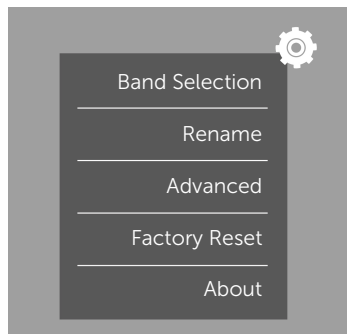 Band Selection
Rename
Advanced
Factory Reset
About